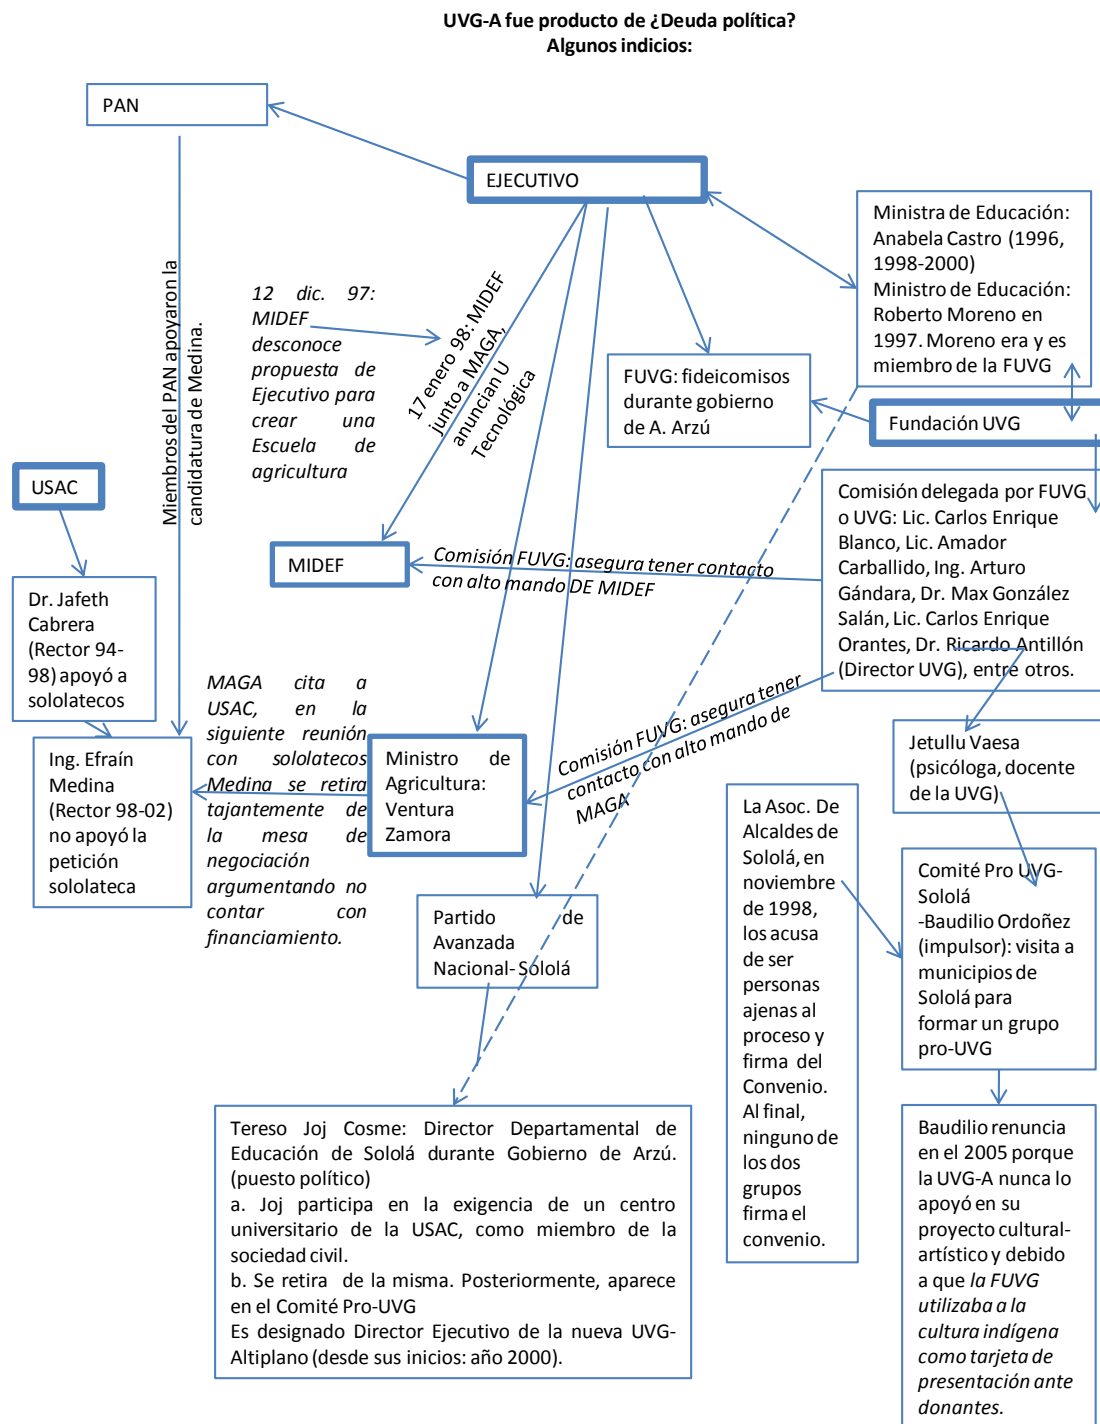 UVG-A fue producto de ¿Deuda política?
Algunos indicios:
PAN
EJECUTIVO
Ministra de Educación:
Anabela Castro (1996,
1998-2000)
Ministro de Educación:
Roberto Moreno en
1997. Moreno era y es
miembro de la FUVG
Miembros del PAN apoyaron la
candidatura de Medina.
12 dic. 97:
MIDEF
desconoce
propuesta de
Ejecutivo para
crear una
Escuela de
agricultura
17 enero 98: MIDEF
junto a MAGA,
anuncian U
Tecnológica
FUVG: fideicomisos
durante gobierno
de A. Arzú
Fundación UVG
USAC
Comisión delegada por FUVG
o UVG: Lic. Carlos Enrique
Blanco, Lic. Amador
Carballido, Ing. Arturo
Gándara, Dr. Max González
Salán, Lic. Carlos Enrique
Orantes, Dr. Ricardo Antillón
(Director UVG), entre otros.
MIDEF
Comisión FUVG: asegura tener contacto
con alto mando DE MIDEF
Dr. Jafeth
Cabrera
(Rector 94-
98) apoyó a
sololatecos
MAGA cita a
USAC, en la
siguiente reunión
con sololatecos
Medina se retira
tajantemente de
la mesa de
negociación
argumentando no
contar con
financiamiento.
Comisión FUVG: asegura tener
contacto con alto mando de
MAGA
Ing. Efraín
Medina
(Rector 98-02)
no apoyó la
petición
sololateca
Ministro de
Agricultura:
Ventura
Zamora
Jetullu Vaesa
(psicóloga, docente
de la UVG)
La Asoc. De
Alcaldes de
Sololá, en
noviembre
de 1998,
los acusa
de ser
personas
ajenas al
proceso y
firma del
Convenio.
Al final,
ninguno de
los dos
grupos
firma el
convenio.
Comité Pro UVG-
Sololá
-Baudilio Ordoñez
(impulsor): visita a
municipios de
Sololá para
formar un grupo
pro-UVG
Partido de
Avanzada
Nacional- Sololá
Tereso Joj Cosme: Director Departamental de
Educación de Sololá durante Gobierno de Arzú.
(puesto político)
a. Joj participa en la exigencia de un centro
universitario de la USAC, como miembro de la
sociedad civil.
b. Se retira de la misma. Posteriormente, aparece
en el Comité Pro-UVG
Es designado Director Ejecutivo de la nueva UVG-
Altiplano (desde sus inicios: año 2000).
Baudilio renuncia
en el 2005 porque
la UVG-A nunca lo
apoyó en su
proyecto cultural-
artístico y debido
a que la FUVG
utilizaba a la
cultura indígena
como tarjeta de
presentación ante
donantes.